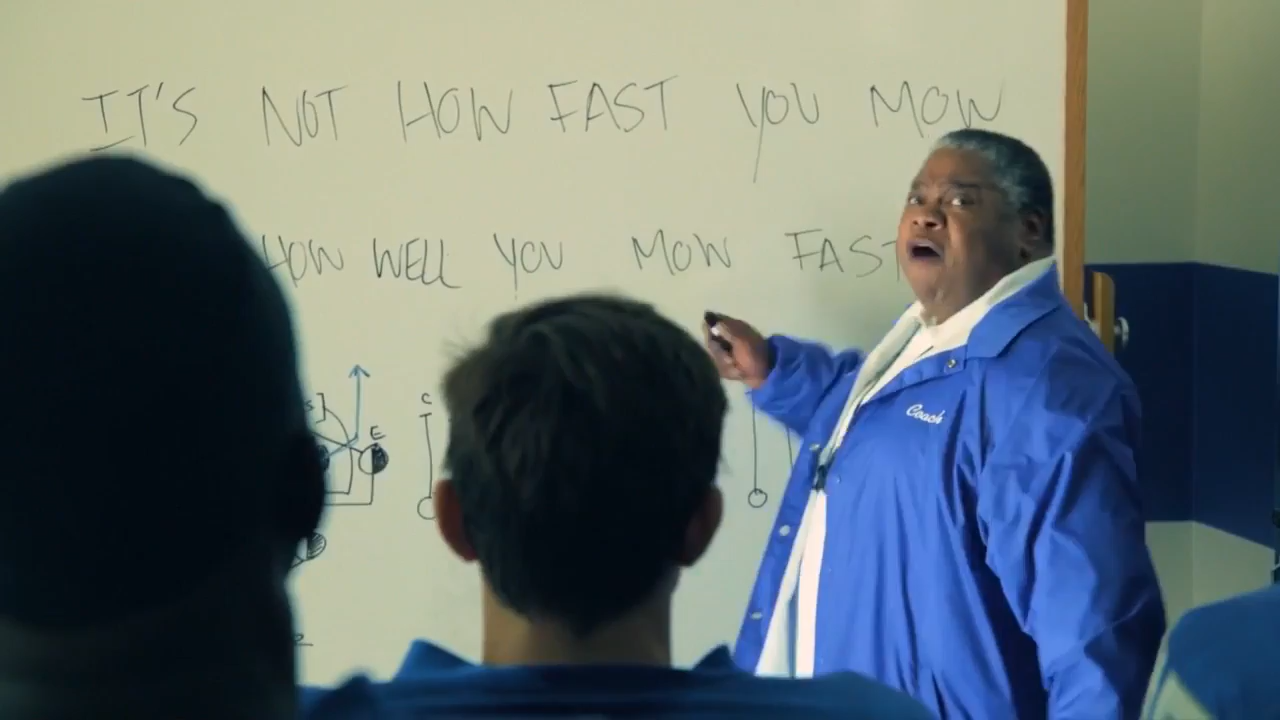 IT'S NOT HOW FAST YOU MOW
HOW WELL YOU MOW FAST
S]
E
C
Coach